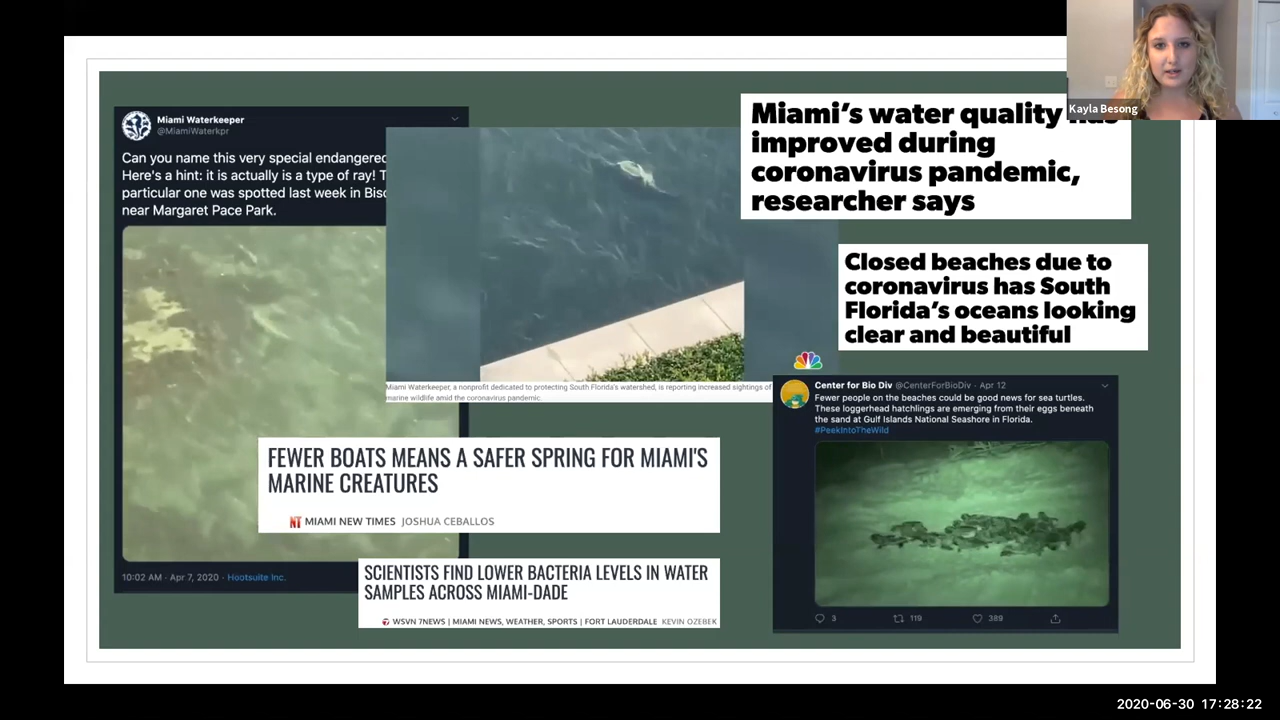 Kayla Besong
Miami Waterkeeper
@MiamiWaterkpr
Can you name this very special endangered
Here's a hint: it is actually is a type of ray! T
particular one was spotted last week in Bisc
near Margaret Pace Park.
10:02 AM · Apr 7, 2020 · Hootsuite Inc.
Miami Waterkeeper, a nonprofit dedicated to protecting South Florida's watershed, is reporting increased sightings of
marine wildlife amid the coronavirus pandemic.
Miami's water quality has
improved during
coronavirus pandemic,
researcher says
Closed beaches due to
coronavirus has South
Florida's oceans looking
clear and beautiful
FEWER BOATS MEANS A SAFER SPRING FOR MIAMI'S
MARINE CREATURES
NT MIAMI NEW TIMES JOSHUA CEBALLOS
SCIENTISTS FIND LOWER BACTERIA LEVELS IN WATER
SAMPLES ACROSS MIAMI-DADE
WSVN 7NEWS | MIAMI NEWS, WEATHER, SPORTS | FORT LAUDERDALE KEVIN OZEBEK
Center for Bio Div @CenterForBioDiv · Apr 12
Fewer people on the beaches could be good news for sea turtles.
These loggerhead hatchlings are emerging from their eggs beneath
the sand at Gulf Islands National Seashore in Florida.
#PeekIntoTheWild
3 119 389
2020-06-30 17:28:22